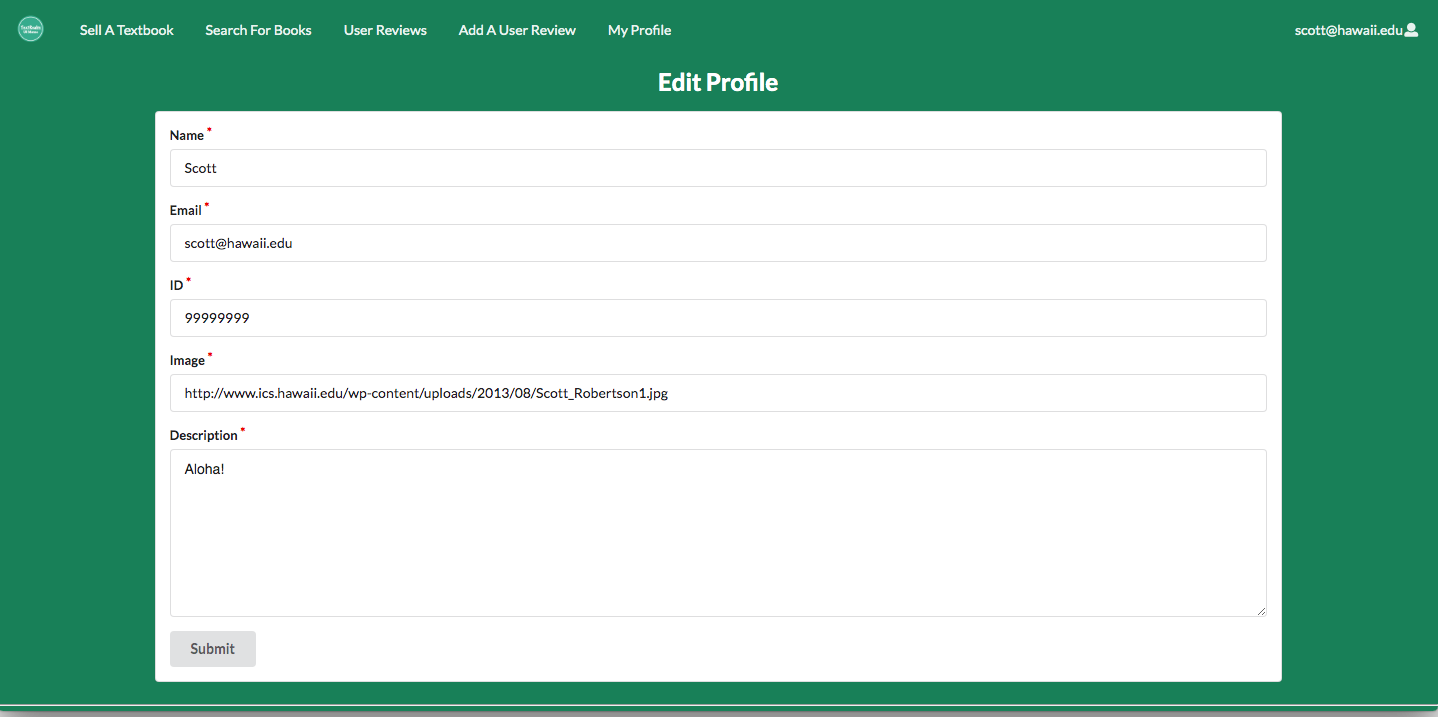 Sell A Textbook Search For Books User Reviews Add A User Review My Profile scott@hawaii.edu
Edit Profile
Name *
Scott
Email *
scott@hawaii.edu
ID *
99999999
Image *
http://www.ics.hawaii.edu/wp-content/uploads/2013/08/Scott_Robertson1.jpg
Description *
Aloha!
Submit